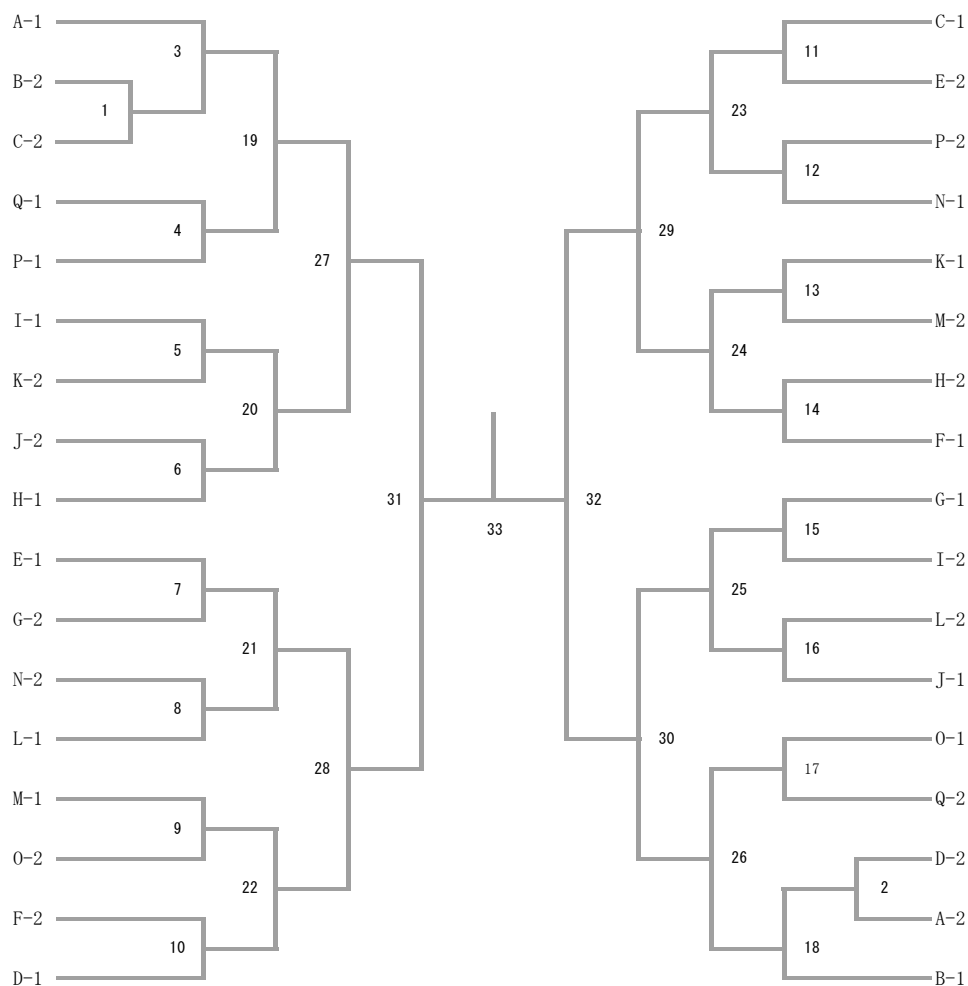 A-1
3
B-2
1
C-2
19
Q-1
4
P-1
27
I-1
5
K-2
20
J-2
6
H-1
31
E-1
7
G-2
21
N-2
8
L-1
28
M-1
9
O-2
22
F-2
10
D-1
33
C-1
11
E-2
23
P-2
12
N-1
29
K-1
13
M-2
24
H-2
14
F-1
32
G-1
15
I-2
25
L-2
16
J-1
30
O-1
17
Q-2
26
D-2
2
A-2
18
B-1